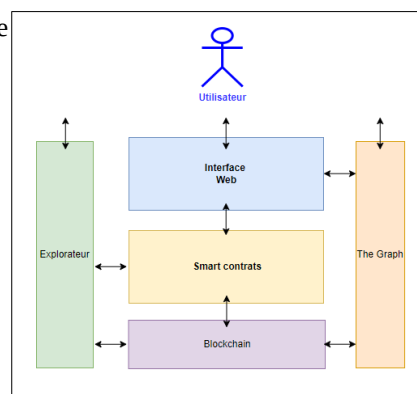 e
Utilisateur
Interface
Web
Explorateur
Smart contrats
The Graph
Blockchain